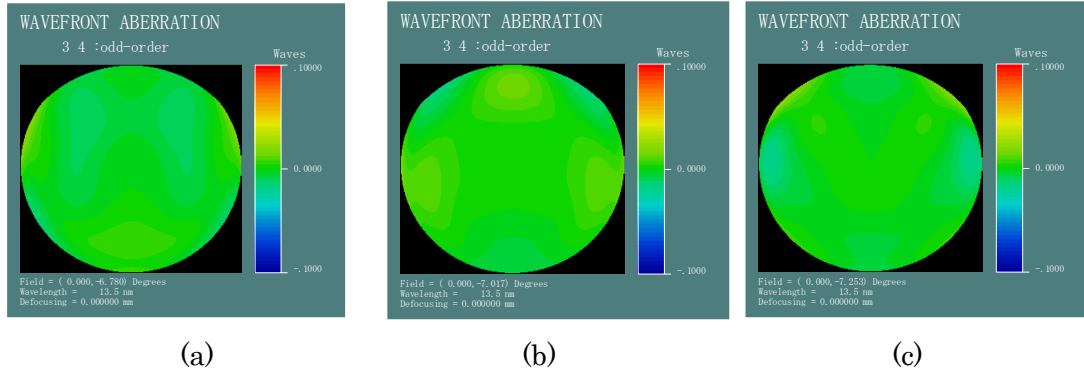 WAVEFRONT ABERRATION
3 4 :odd-order
Waves
.10000
0.0000
-.1000
Field = ( 0.000,-6.780) Degrees
Wavelength = 13.5 nm
Defocusing = 0.000000 mm
(a)
WAVEFRONT ABERRATION
3 4 :odd-order
Waves
.10000
0.0000
-.1000
Field = ( 0.000,-7.017) Degrees
Wavelength = 13.5 nm
Defocusing = 0.000000 mm
(b)
WAVEFRONT ABERRATION
3 4 :odd-order
Waves
.10000
0.0000
-.1000
Field = ( 0.000,-7.253) Degrees
Wavelength = 13.5 nm
Defocusing = 0.000000 mm
(c)